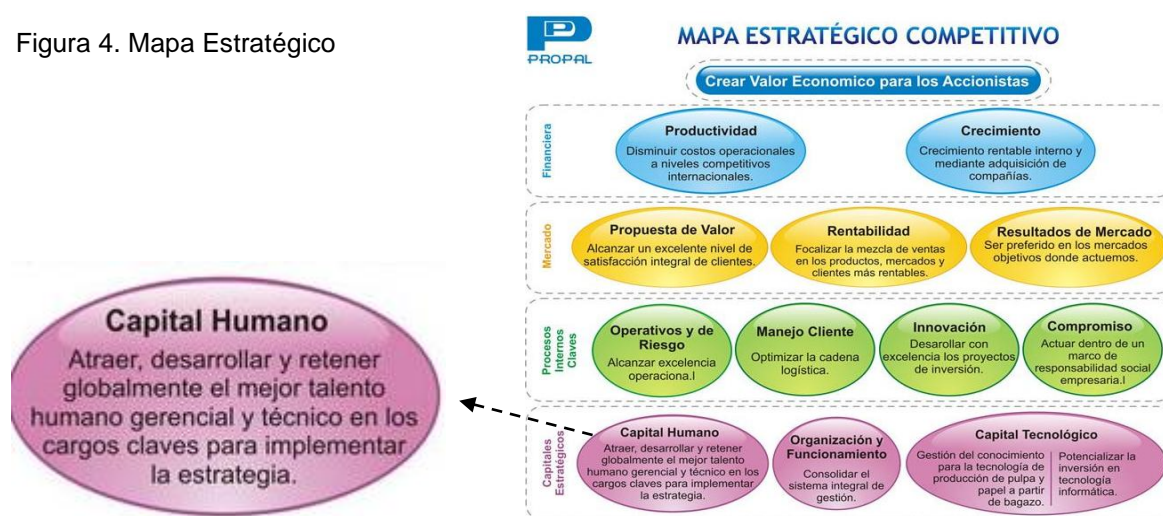 Figura 4. Mapa Estratégico
PROPAL
MAPA ESTRATÉGICO COMPETITIVO
Crear Valor Economico para los Accionistas
Financiera
Productividad
Disminuir costos operacionales
a niveles competitivos
internacionales.
Crecimiento
Crecimiento rentable interno y
mediante adquisición de
compañías.
Mercado
Propuesta de Valor
Alcanzar un excelente nivel de
satisfacción integral de clientes.
Rentabilidad
Focalizar la mezcla de ventas
en los productos, mercados y
clientes más rentables.
Resultados de Mercado
Ser preferido en los mercados
objetivos donde actuemos.
Procesos
Internos
Claves
Operativos y de
Riesgo
Alcanzar excelencia
operaciona.l
Manejo Cliente
Optimizar la cadena
logística.
Innovación
Desarollar con
excelencia los proyectos
de inversión.
Compromiso
Actuar dentro de un
marco de
responsabilidad social
empresaria.l
Capitales
Estratégicos
Capital Humano
Atraer, desarrollar y retener
globalmente el mejor talento
humano gerencial y técnico en los
cargos claves para implementar
la estrategia.
Organización y
Funcionamiento
Consolidar el
sistema integral de
gestión.
Capital Tecnológico
Gestión del conocimiento
para la tecnología de
producción de pulpa y
papel a partir
de bagazo.
Potencializar la
inversión en
tecnología
informática.
Capital Humano
Atraer, desarrollar y retener
globalmente el mejor talento
humano gerencial y técnico en los
cargos claves para implementar
la estrategia.